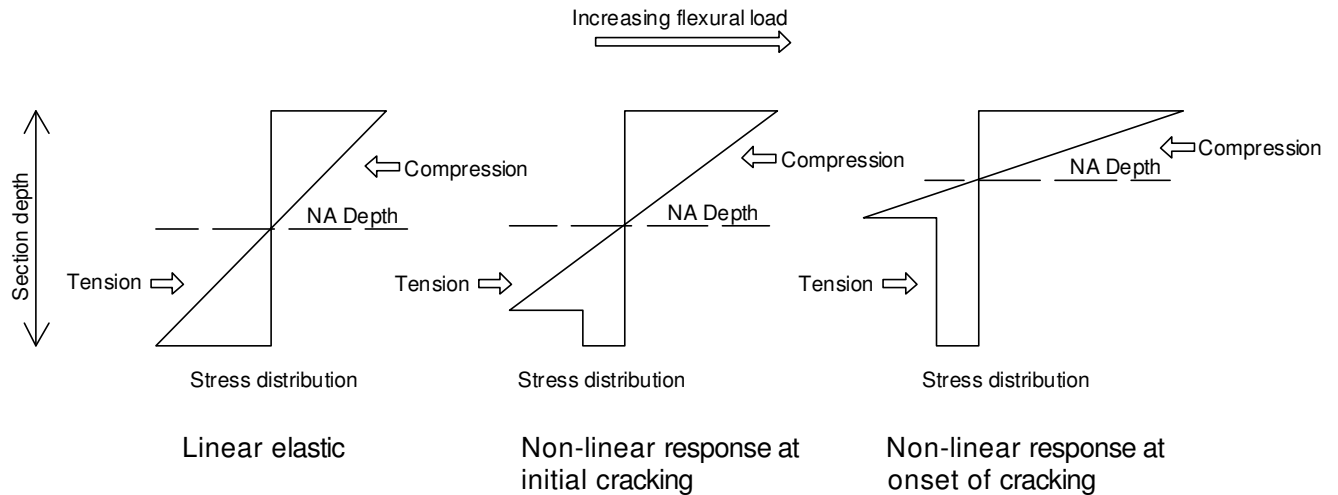 Increasing flexural load
Section depth
Compression
NA Depth
Tension
Stress distribution
Linear elastic
Compression
NA Depth
Tension
Stress distribution
Non-linear response at
initial cracking
Compression
NA Depth
Tension
Stress distribution
Non-linear response at
onset of cracking